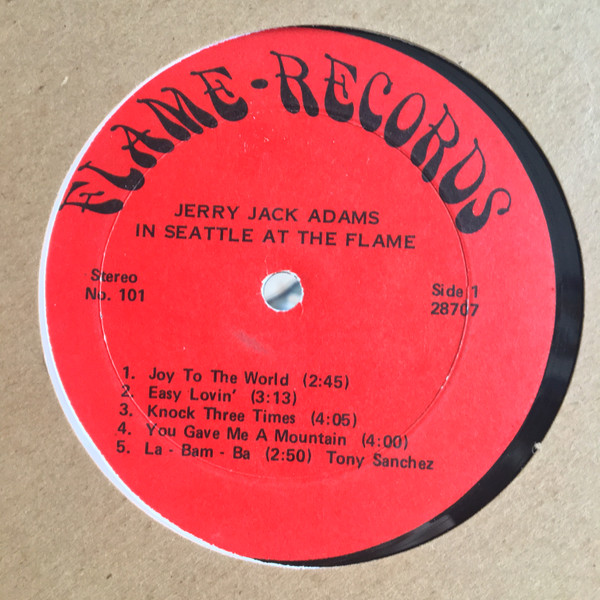 FLAME-RECORDS
JERRY JACK ADAMS
IN SEATTLE AT THE FLAME
Stereo
No. 101
Side 1
28707
1. Joy To The World (2:45)
2. Easy Lovin' (3:13)
3. Knock Three Times (4:05)
4. You Gave Me A Mountain (4:00)
5. La - Bam - Ba (2:50) Tony Sanchez